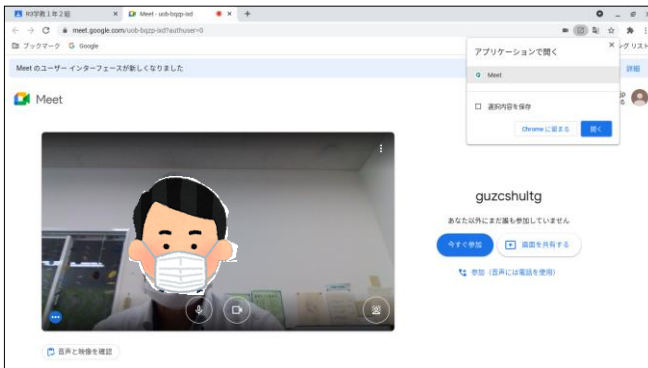 R3学教１年２組
Meet - uob-bqzp-ixd
meet.google.com/uob-bqzp-ixd?authuser=0
ブックマーク
Google
Meet のユーザー インターフェースが新しくなりました
詳細
アプリケーションで開く
Meet
選択内容を保存
Chrome に留まる
開く
Meet
guzcshultg
あなた以外にまだ誰も参加していません
今すぐ参加
画面を共有する
参加（音声には電話を使用）
音声と映像を確認